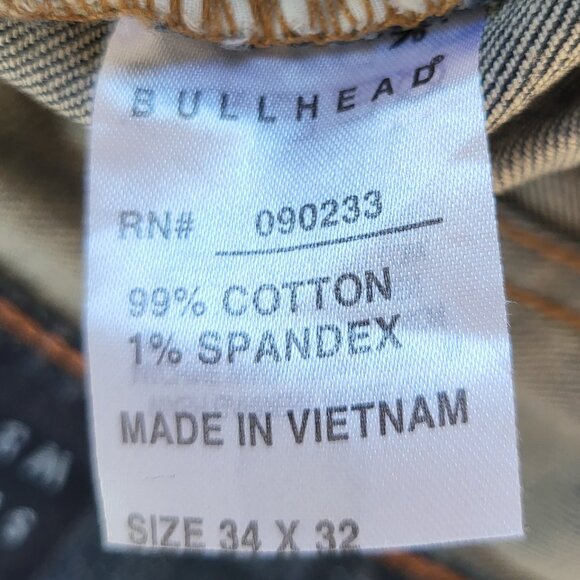 BULLHEAD®
RN# 090233
99% COTTON
1% SPANDEX
MADE IN VIETNAM
SIZE 34 X 32